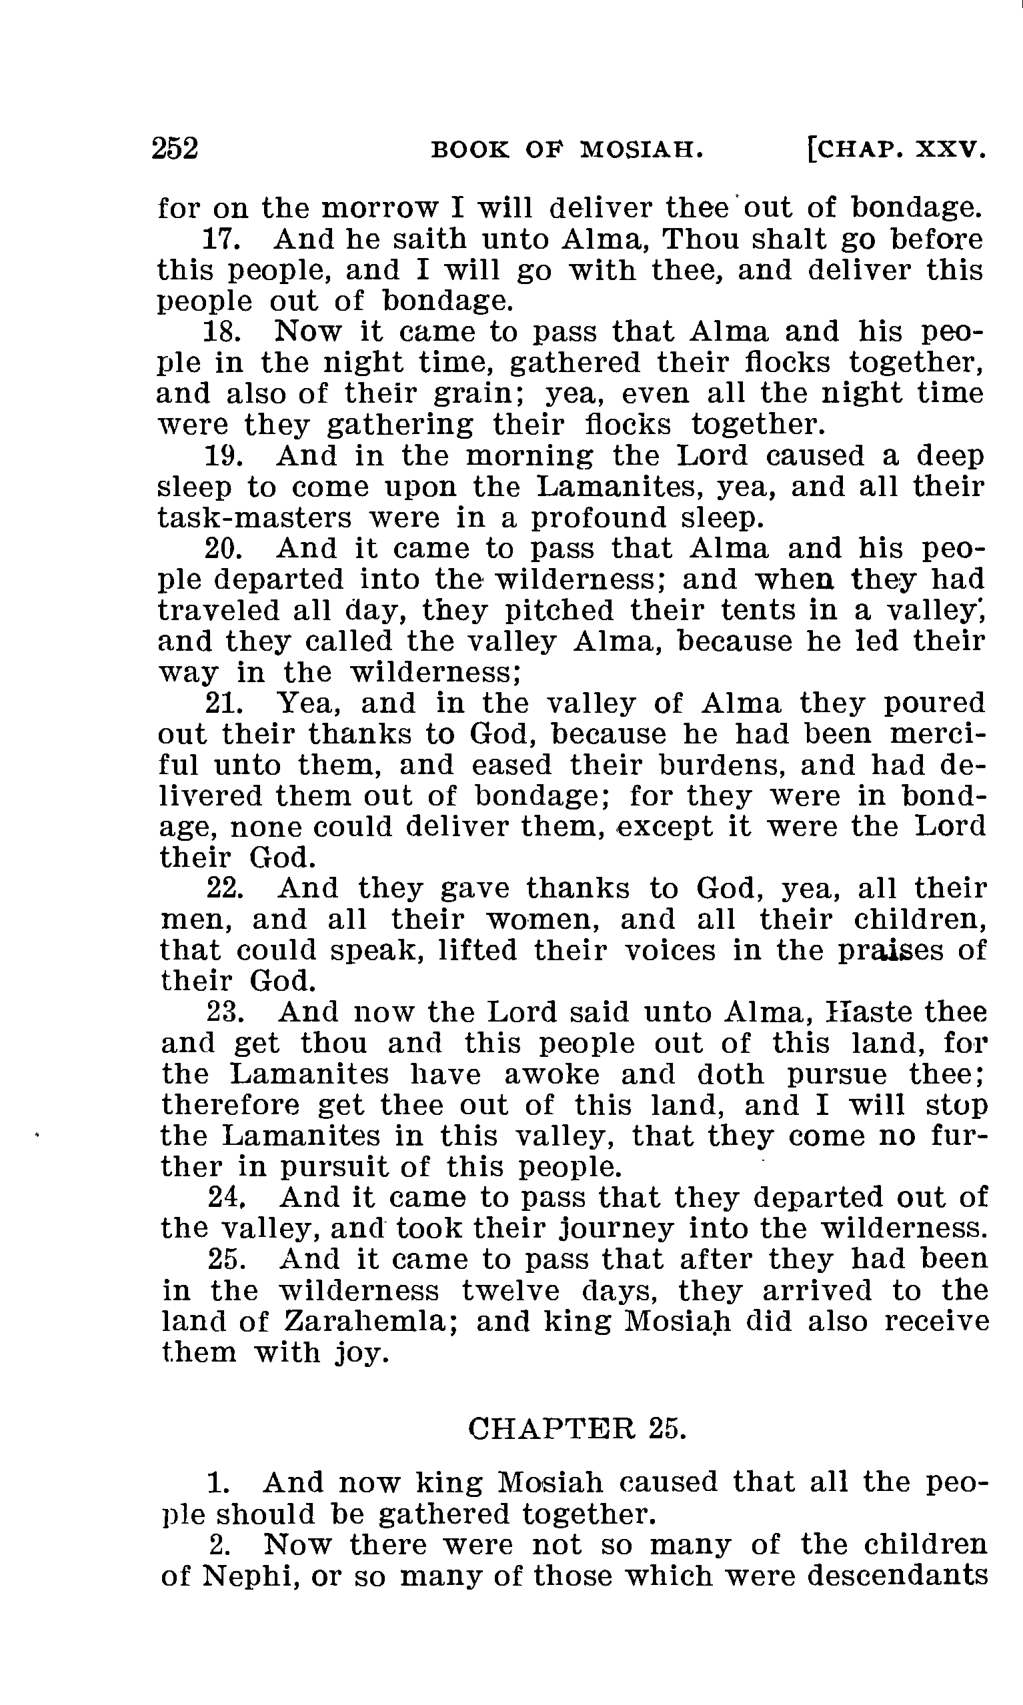 252 BOOK OF MOSIAH. [CHAP. XXV.
for on the morrow I will deliver thee out of bondage.
17. And he saith unto Alma, Thou shalt go before
this people, and I will go with thee, and deliver this
people out of bondage.
18. Now it came to pass that Alma and his peo-
ple in the night time, gathered their flocks together,
and also of their grain; yea, even all the night time
were they gathering their flocks together.
19. And in the morning the Lord caused a deep
sleep to come upon the Lamanites, yea, and all their
task-masters were in a profound sleep.
20. And it came to pass that Alma and his peo-
ple departed into the wilderness; and when they had
traveled all day, they pitched their tents in a valley;
and they called the valley Alma, because he led their
way in the wilderness;
21. Yea, and in the valley of Alma they poured
out their thanks to God, because he had been merci-
ful unto them, and eased their burdens, and had de-
livered them out of bondage; for they were in bond-
age, none could deliver them, except it were the Lord
their God.
22. And they gave thanks to God, yea, all their
men, and all their women, and all their children,
that could speak, lifted their voices in the praises of
their God.
23. And now the Lord said unto Alma, Haste thee
and get thou and this people out of this land, for
the Lamanites have awoke and doth pursue thee;
therefore get thee out of this land, and I will stop
the Lamanites in this valley, that they come no fur-
ther in pursuit of this people.
24. And it came to pass that they departed out of
the valley, and took their journey into the wilderness.
25. And it came to pass that after they had been
in the wilderness twelve days, they arrived to the
land of Zarahemla; and king Mosiah did also receive
them with joy.
CHAPTER 25.
1. And now king Mosiah caused that all the peo-
ple should be gathered together.
2. Now there were not so many of the children
of Nephi, or so many of those which were descendants